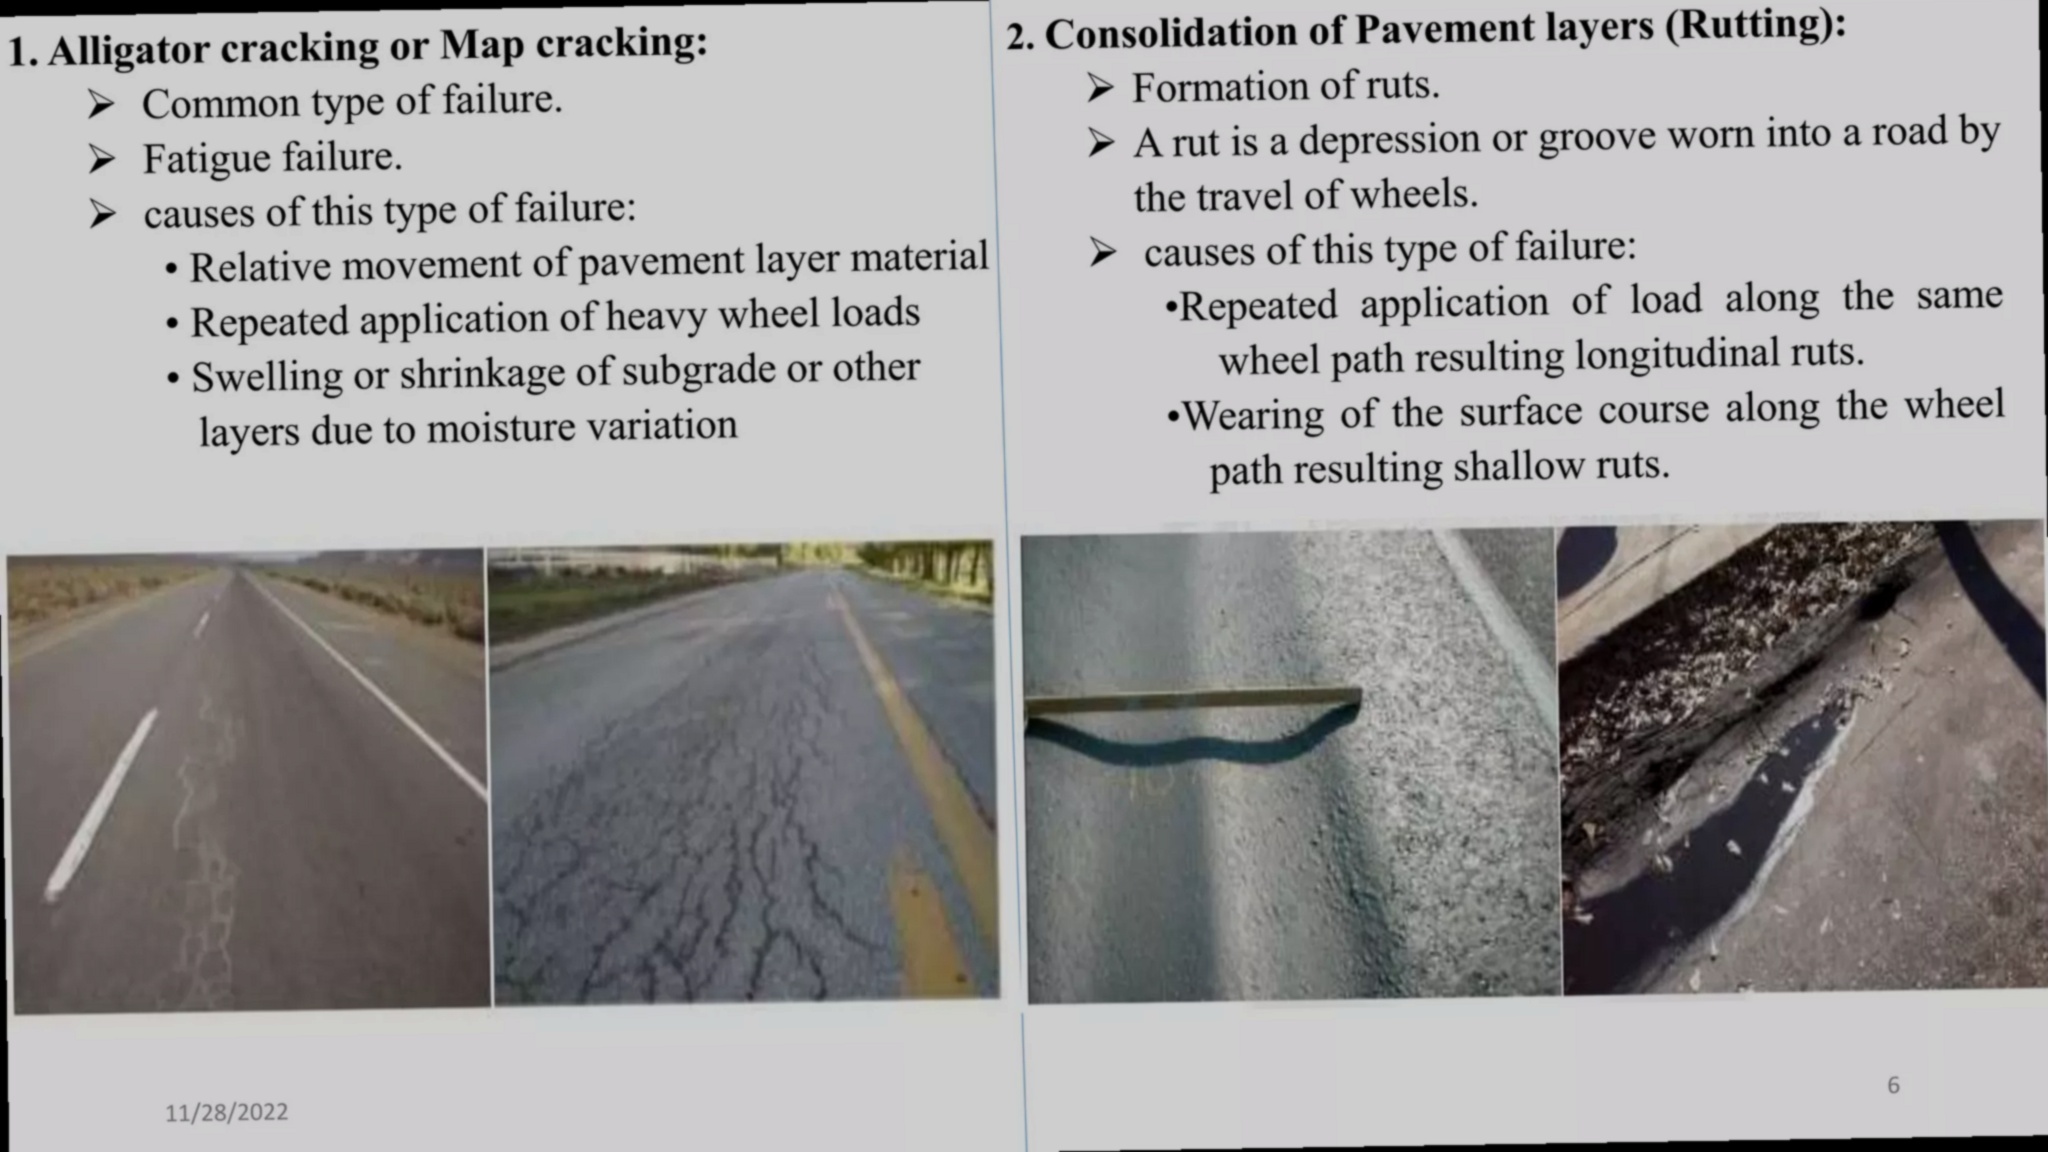 1. Alligator cracking or Map cracking:
➢ Common type of failure.
➢ Fatigue failure.
➢ causes of this type of failure:
• Relative movement of pavement layer material
• Repeated application of heavy wheel loads
• Swelling or shrinkage of subgrade or other
layers due to moisture variation
2. Consolidation of Pavement layers (Rutting):
➢ Formation of ruts.
➢ A rut is a depression or groove worn into a road by
the travel of wheels.
➢ causes of this type of failure:
•Repeated application of load along the same
wheel path resulting longitudinal ruts.
•Wearing of the surface course along the wheel
path resulting shallow ruts.
11/28/2022
6